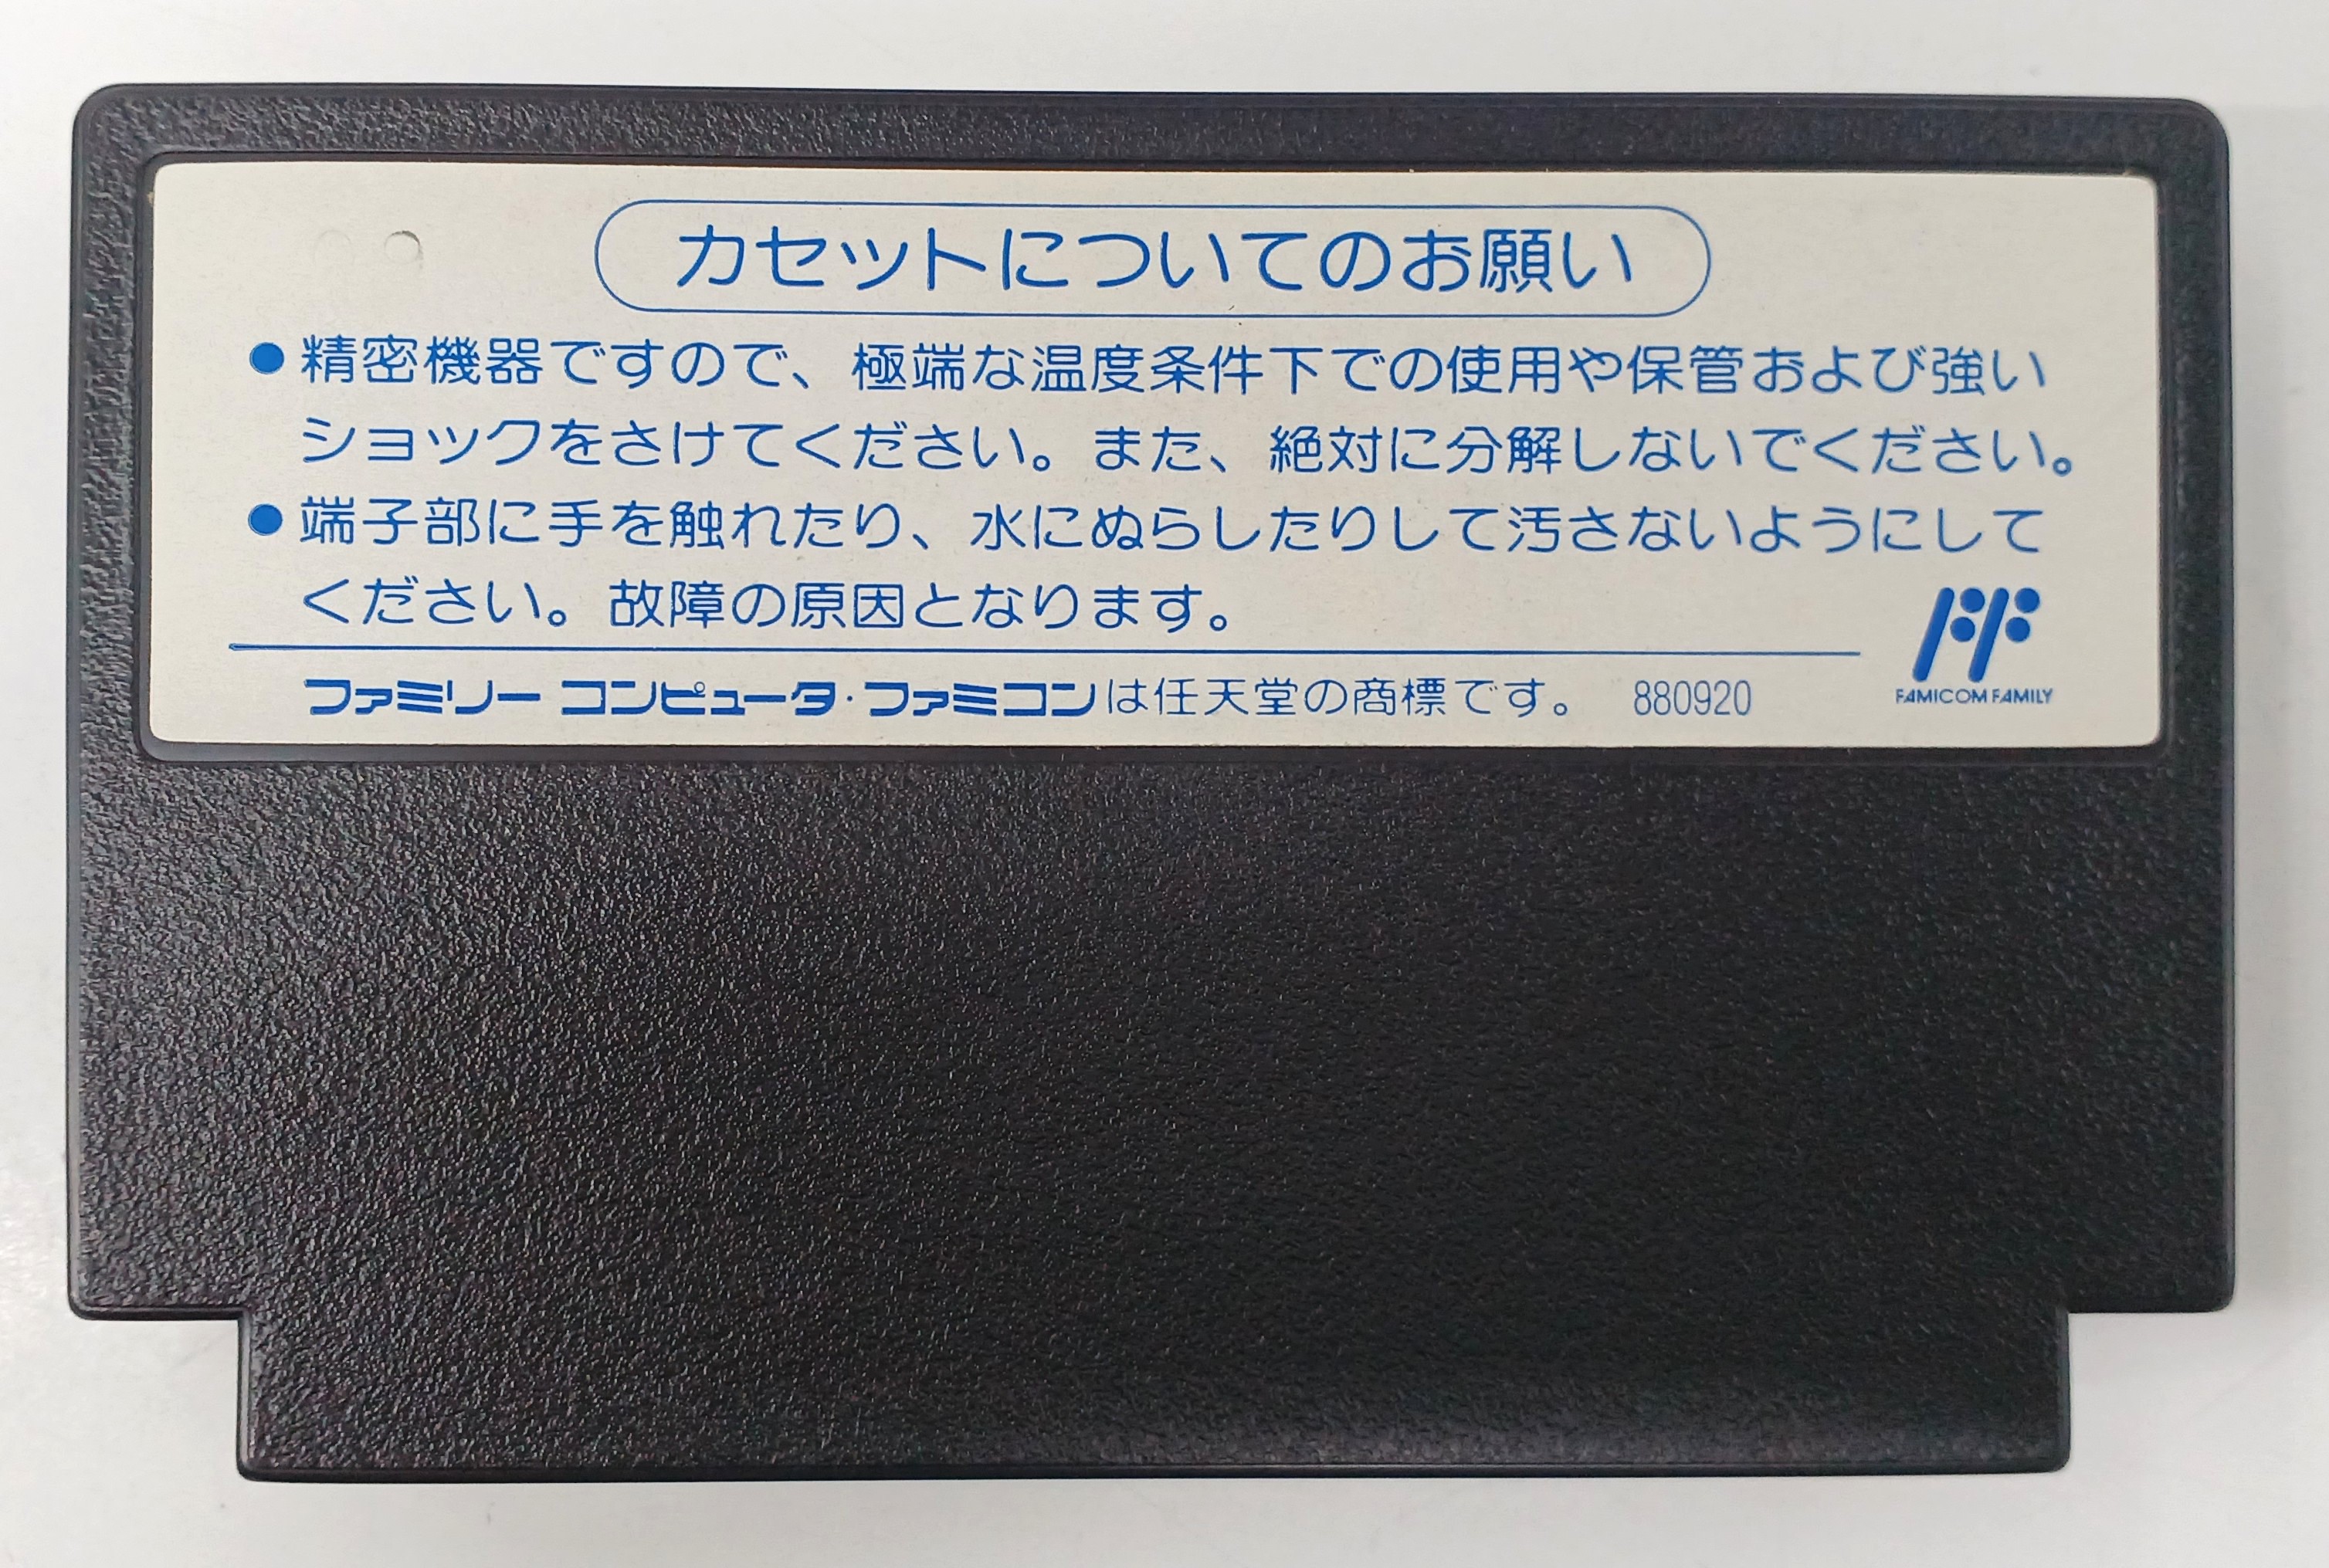 カセットについてのお願い
●精密機器ですので、極端な温度条件下での使用や保管および強い
ショックをさけてください。また、絶対に分解しないでください。
●端子部に手を触れたり、水にぬらしたりして汚さないようにして
ください。故障の原因となります。
ファミリー コンピュータ・ファミコンは任天堂の商標です。 880920
FAMICOM FAMILY